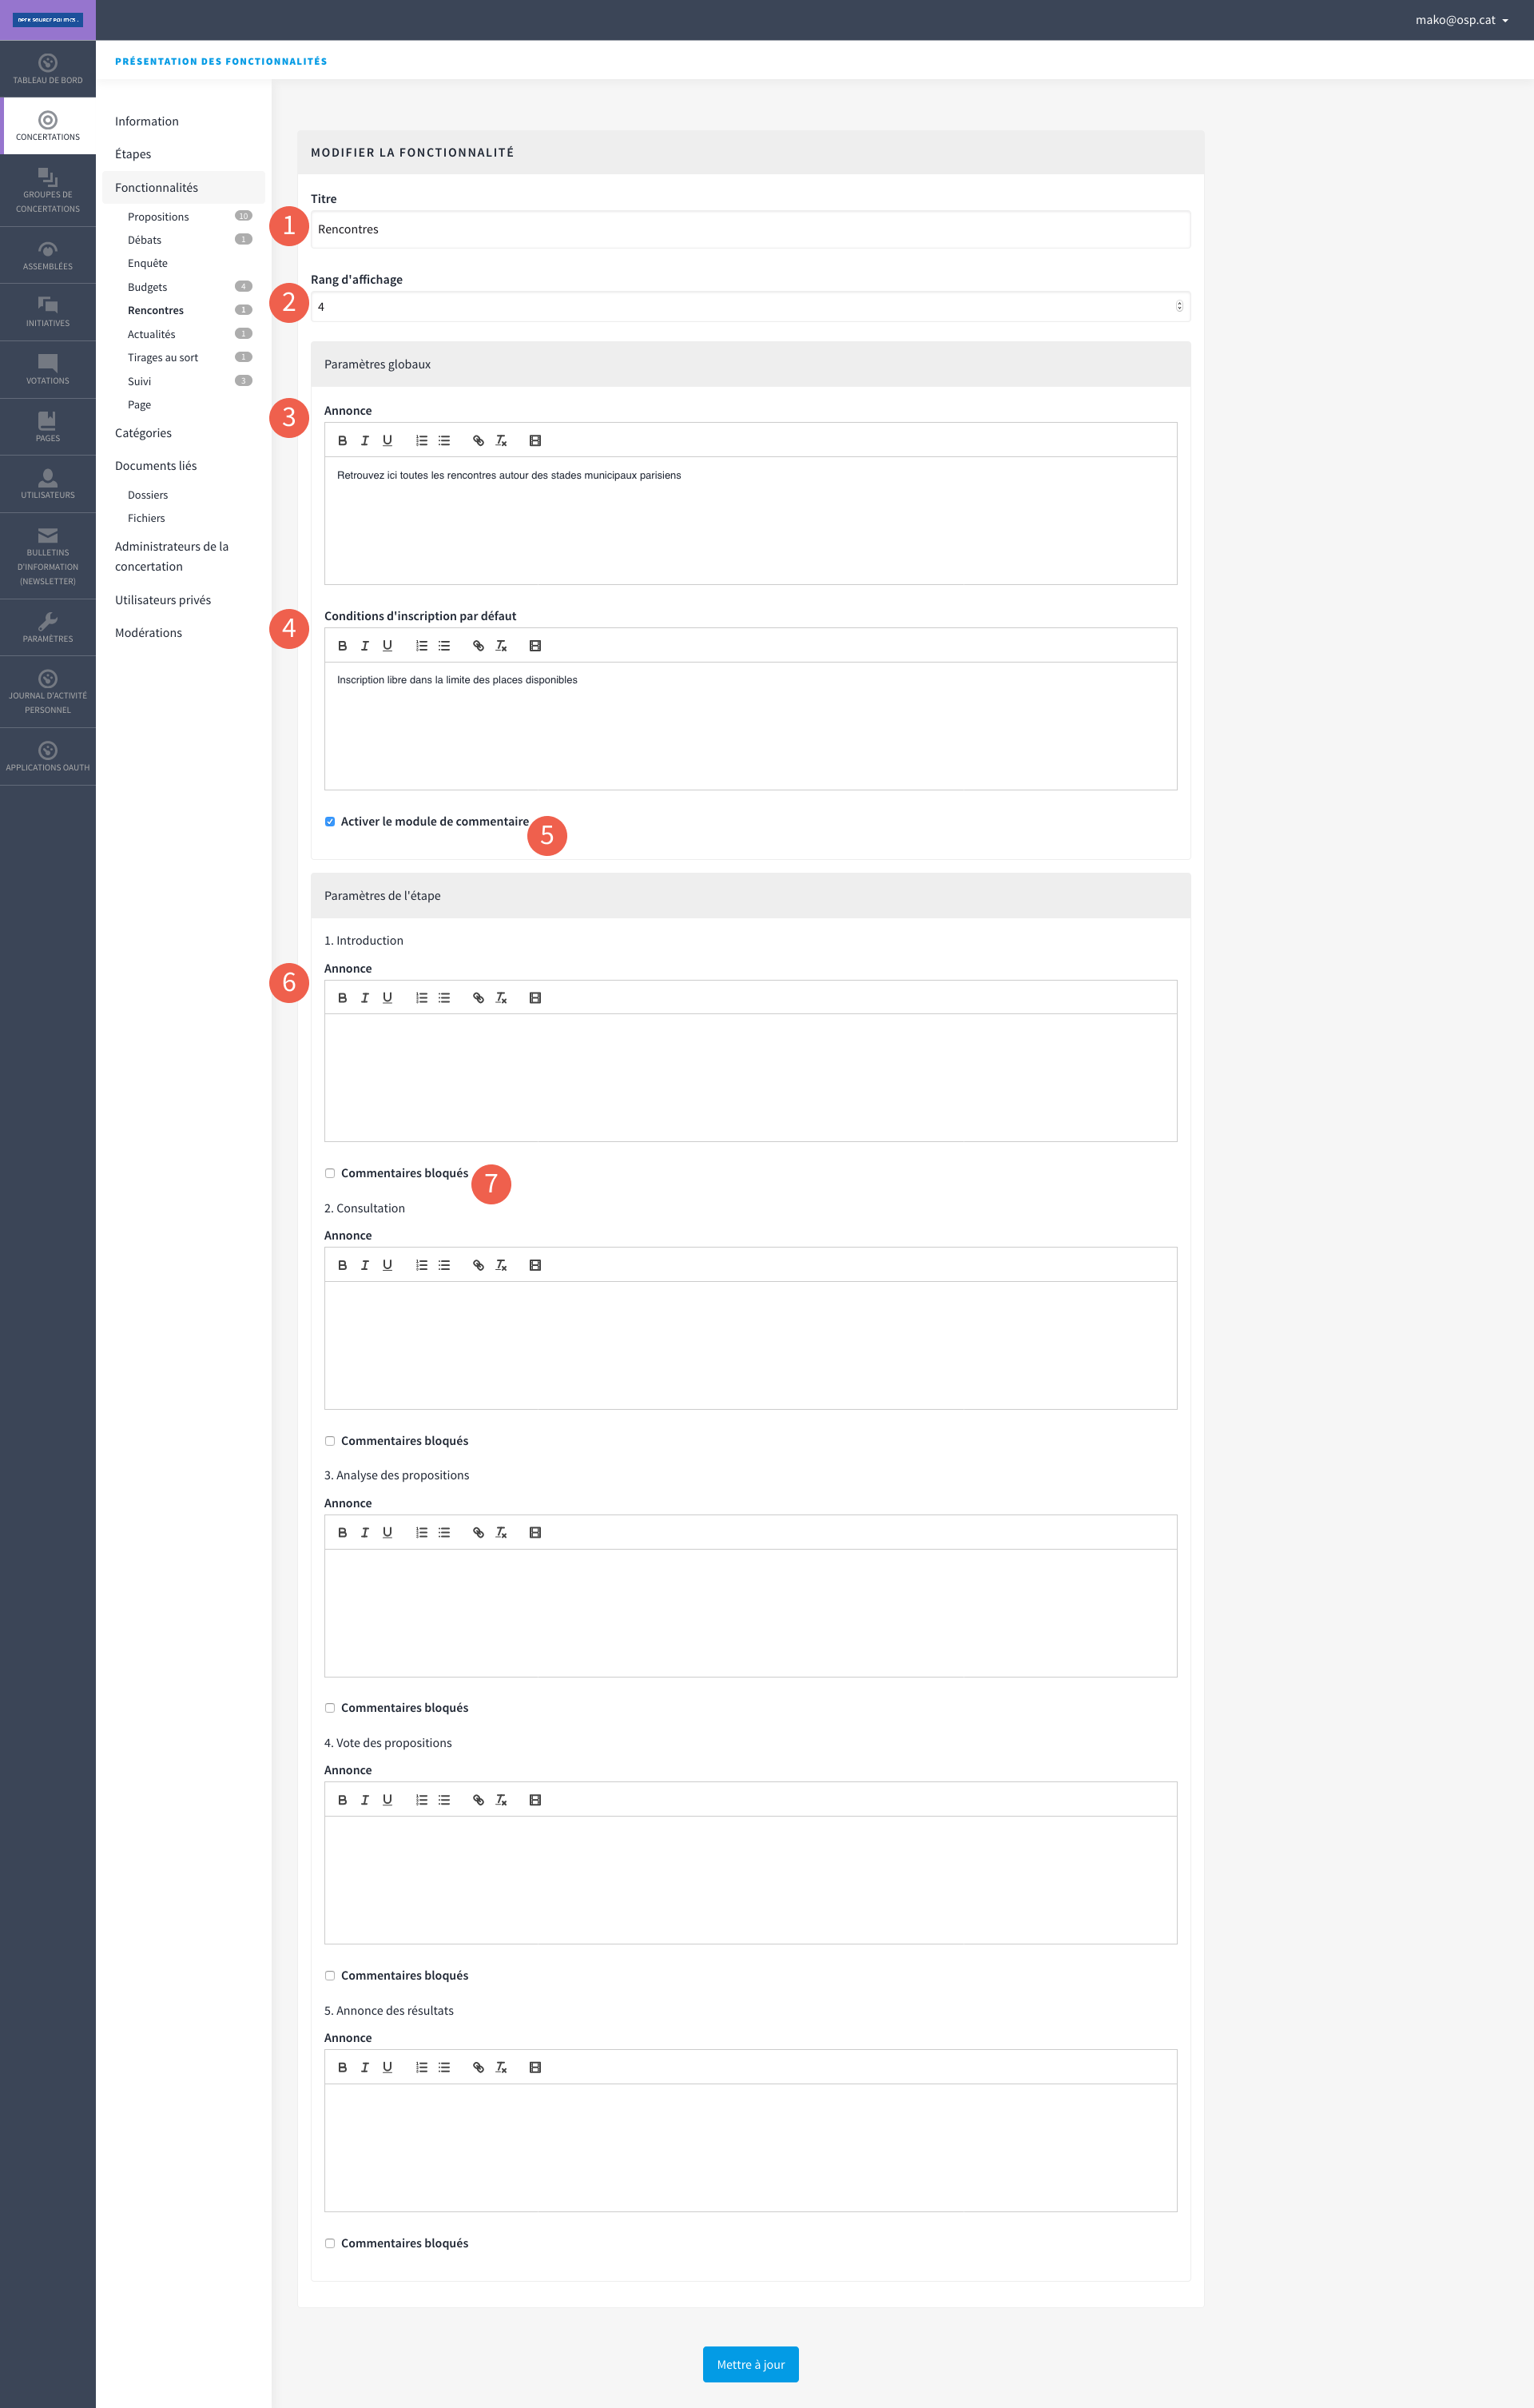 mako@osp.cat
TABLEAU DE BORD
CONCERTATIONS
GROUPES DE
CONCERTATIONS
ASSEMBLÉES
INITIATIVES
VOTATIONS
PAGES
UTILISATEURS
BULLETINS
D'INFORMATION
(NEWSLETTER)
PARAMÈTRES
JOURNAL D'ACTIVITÉ
PERSONNEL
APPLICATIONS OAUTH
PRÉSENTATION DES FONCTIONNALITÉS
Information
Étapes
Fonctionnalités
Propositions 10
Débats 1
Enquête
Budgets 4
Rencontres 1
Actualités 1
Tirages au sort 1
Suivi 3
Page
Catégories
Documents liés
Dossiers
Fichiers
Administrateurs de la
concertation
Utilisateurs privés
Modérations
MODIFIER LA FONCTIONNALITÉ
Titre
1
Rencontres
Rang d'affichage
2
4
Paramètres globaux
3
Annonce
B I U
Retrouvez ici toutes les rencontres autour des stades municipaux parisiens
4
Conditions d'inscription par défaut
B I U
Inscription libre dans la limite des places disponibles
Activer le module de commentaire
5
Paramètres de l'étape
1. Introduction
6
Annonce
B I U
Commentaires bloqués
7
2. Consultation
Annonce
B I U
Commentaires bloqués
3. Analyse des propositions
Annonce
B I U
Commentaires bloqués
4. Vote des propositions
Annonce
B I U
Commentaires bloqués
5. Annonce des résultats
Annonce
B I U
Commentaires bloqués
Mettre à jour